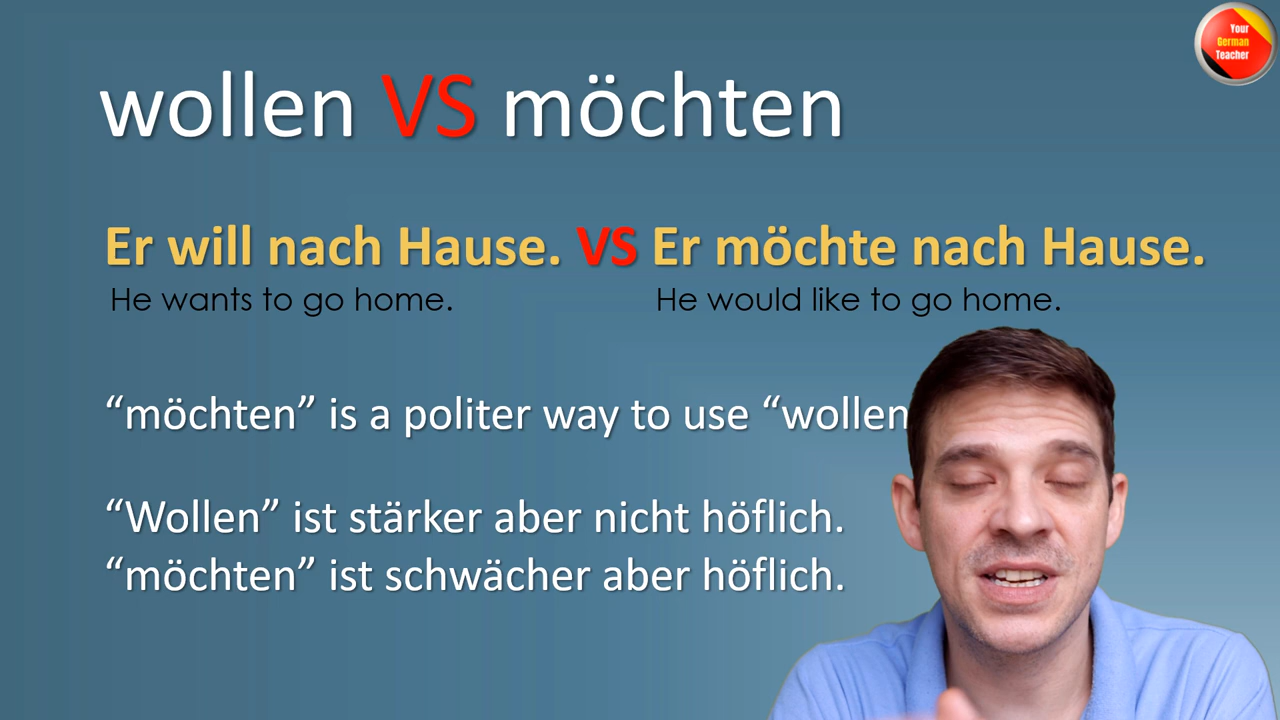 Your
German
Teacher
wollen VS möchten
Er will nach Hause. VS Er möchte nach Hause.
He wants to go home. He would like to go home.
“möchten” is a politer way to use “wollen
“Wollen” ist stärker aber nicht höflich.
“möchten” ist schwächer aber höflich.